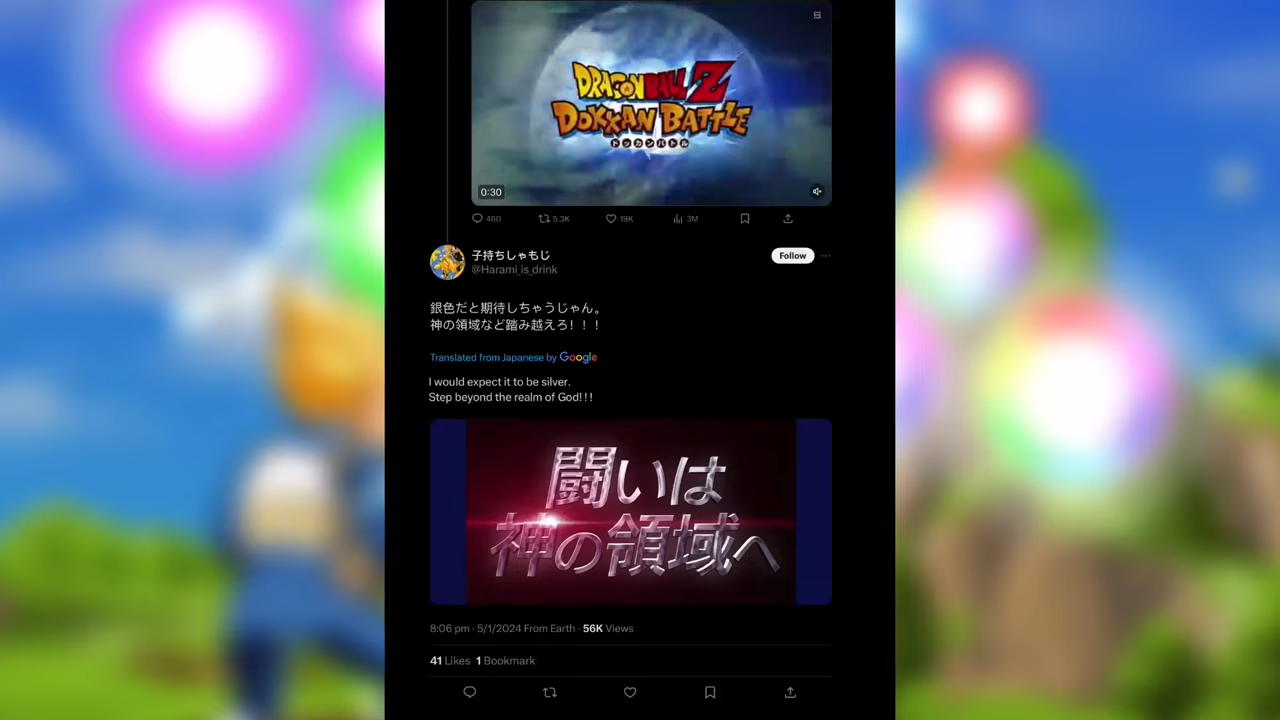 DRAGON BALL Z
DOKKAN BATTLE
ドッカンバトル
0:30
460 5.3K 19K 3M
子持ちしゃもじ
@Harami_is_drink
Follow
銀色だと期待しちゃうじゃん。
神の領域など踏み越えろ！！！
Translated from Japanese by Google
I would expect it to be silver.
Step beyond the realm of God!!!
闘いは
神の領域へ
8:06 pm · 5/1/2024 From Earth · 56K Views
41 Likes 1 Bookmark